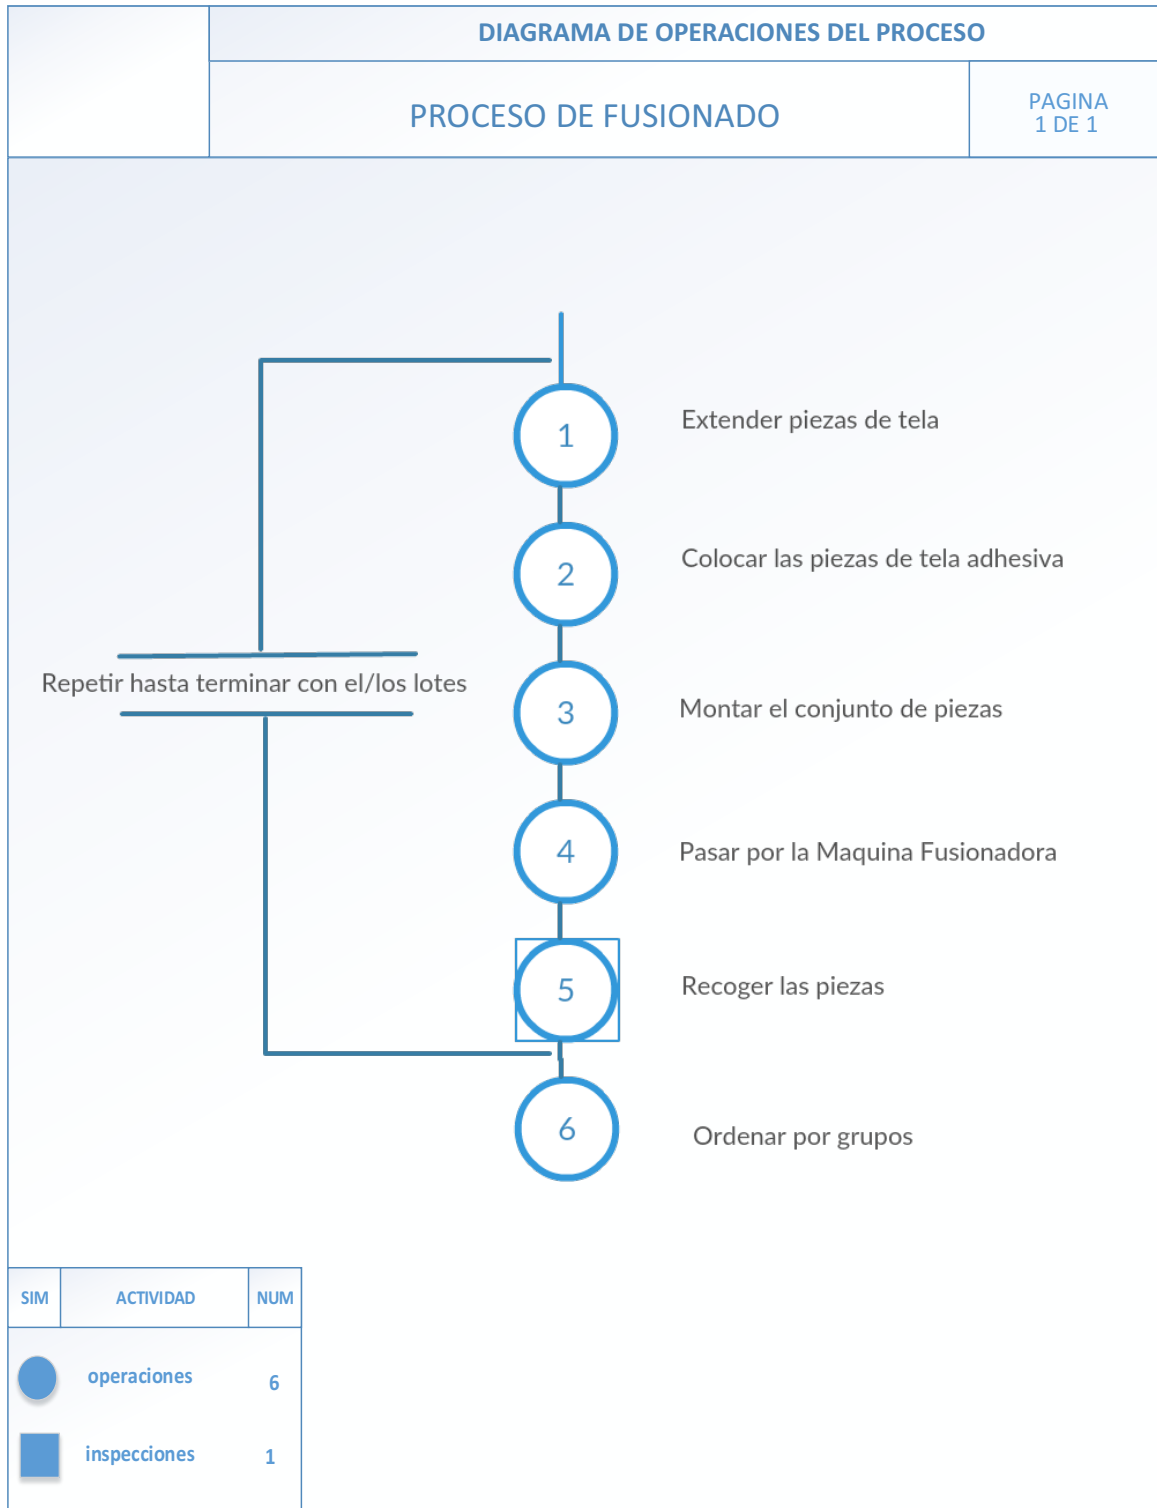 DIAGRAMA DE OPERACIONES DEL PROCESO
PROCESO DE FUSIONADO
PAGINA
1 DE 1
1
Extender piezas de tela
2
Colocar las piezas de tela adhesiva
Repetir hasta terminar con el/los lotes
3
Montar el conjunto de piezas
4
Pasar por la Maquina Fusionadora
5
Recoger las piezas
6
Ordenar por grupos
SIM ACTIVIDAD NUM
operaciones 6
inspecciones 1